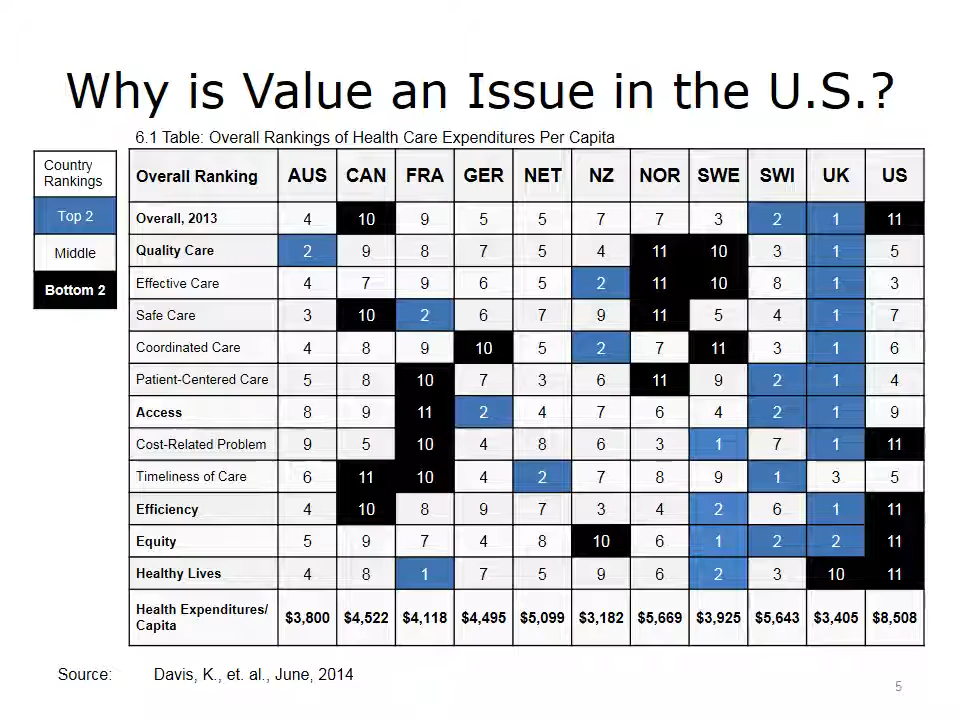 Why is Value an Issue in the U.S.?
6.1 Table: Overall Rankings of Health Care Expenditures Per Capita
Country
Rankings
Top 2
Middle
Bottom 2
Overall Ranking AUS CAN FRA GER NET NZ NOR SWE SWI UK US
Overall, 2013 4 10 9 5 5 7 7 3 2 1 11
Quality Care 2 9 8 7 5 4 11 10 3 1 5
Effective Care 4 7 9 6 5 2 11 10 8 1 3
Safe Care 3 10 2 6 7 9 11 5 4 1 7
Coordinated Care 4 8 9 10 5 2 7 11 3 1 6
Patient-Centered Care 5 8 10 7 3 6 11 9 2 1 4
Access 8 9 11 2 4 7 6 4 2 1 9
Cost-Related Problem 9 5 10 4 8 6 3 1 7 1 11
Timeliness of Care 6 11 10 4 2 7 8 9 1 3 5
Efficiency 4 10 8 9 7 3 4 2 6 1 11
Equity 5 9 7 4 8 10 6 1 2 2 11
Healthy Lives 4 8 1 7 5 9 6 2 3 10 11
Health Expenditures/
Capita $3,800 $4,522 $4,118 $4,495 $5,099 $3,182 $5,669 $3,925 $5,643 $3,405 $8,508
Source: Davis, K., et. al., June, 2014
5